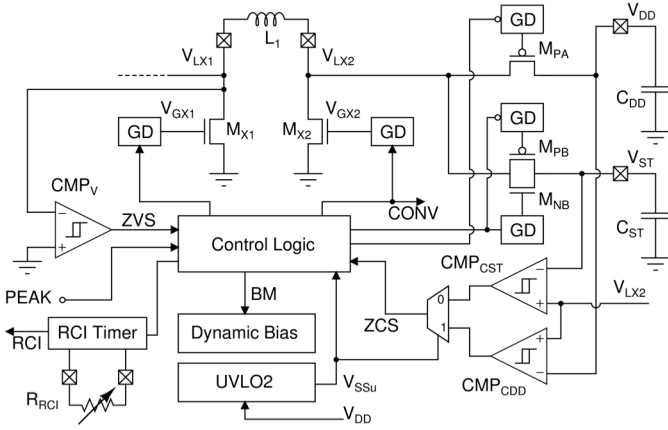 GD
V_DD
L_1
V_LX1
V_LX2
M_PA
C_DD
V_GX1
V_GX2
GD
M_X1
M_X2
GD
GD
M_PB
V_ST
M_NB
CMP_V
GD
CONV
C_ST
−
ZVS
+
Control Logic
CMP_CST
−
PEAK
BM
0
+
V_LX2
ZCS
1
+
RCI Timer
Dynamic Bias
RCI
−
CMP_CDD
UVLO2
V_SSu
R_RCI
V_DD